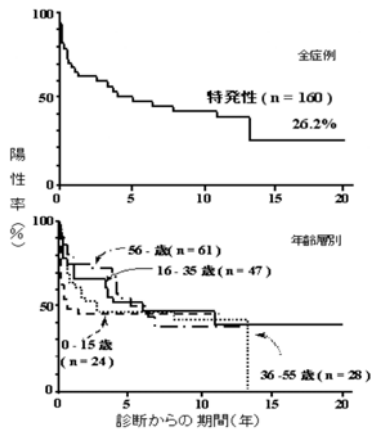 100
全症例
特発性 ( n = 160 )
50
26.2%
0
0 5 10 15 20
陽性率(%)
100
56 - 歳 ( n = 61 )
年齢層別
16 - 35 歳 ( n = 47 )
50
0 - 15 歳
( n = 24 )
36 -55 歳 ( n = 28 )
0
0 5 10 15 20
診断からの期間(年)